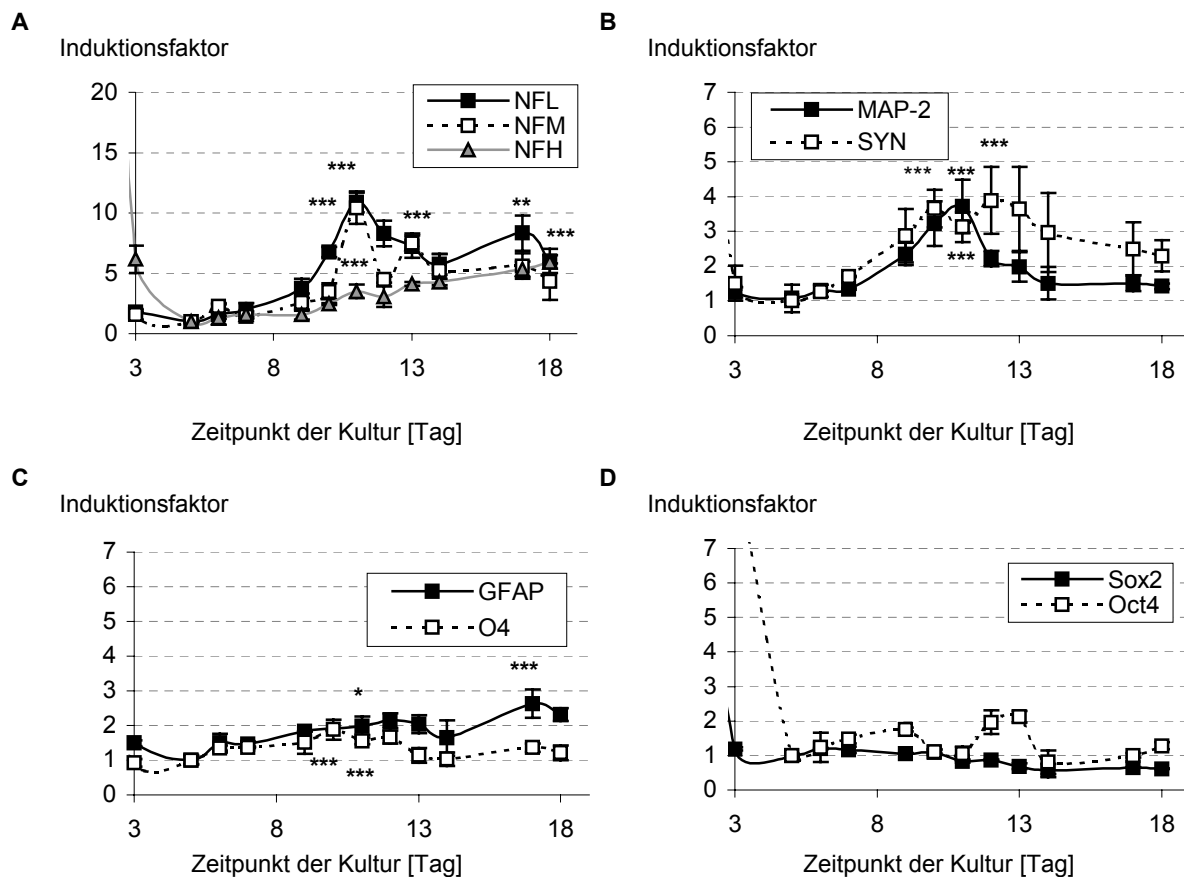 A
Induktionsfaktor
20
15
10
5
0
NFL
NFM
NFH
***
***
***
***
**
***
3
8
13
18
Zeitpunkt der Kultur [Tag]
B
Induktionsfaktor
7
6
5
4
3
2
1
0
MAP-2
SYN
***
***
***
***
3
8
13
18
Zeitpunkt der Kultur [Tag]
C
Induktionsfaktor
7
6
5
4
3
2
1
0
GFAP
O4
*
***
***
***
3
8
13
18
Zeitpunkt der Kultur [Tag]
D
Induktionsfaktor
7
6
5
4
3
2
1
0
Sox2
Oct4
3
8
13
18
Zeitpunkt der Kultur [Tag]